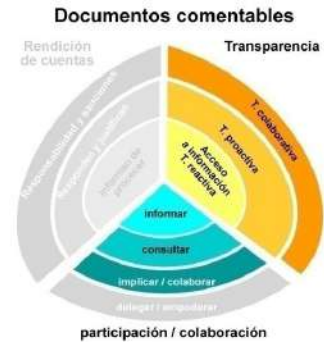 Documentos comentables
Rendición
de cuentas
Transparencia
Responsabilidad y sanciones
T. colaborativa
T. proactiva
Acceso
a información
T. reactiva
informar
consultar
implicar / colaborar
delegar / empoderar
participación / colaboración